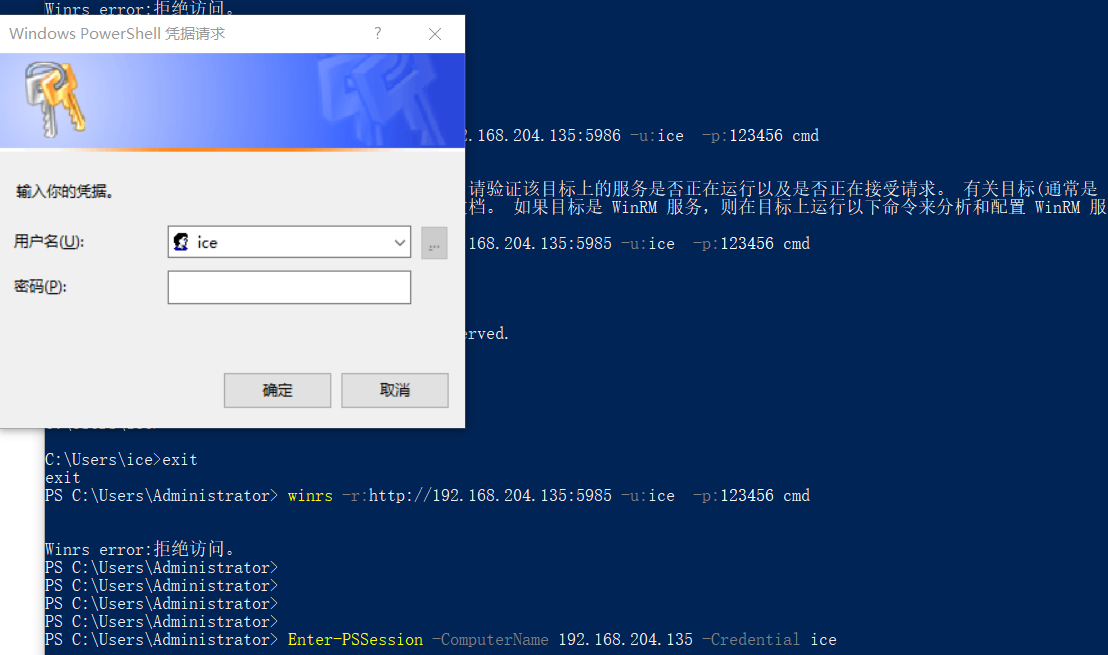 Winrs error:拒绝访问。
Windows PowerShell 凭据请求
?
输入你的凭据。
用户名(U):
ice
...
密码(P):
确定
取消
.168.204.135:5986 -u:ice  -p:123456 cmd
请验证该目标上的服务是否正在运行以及是否正在接受请求。 有关目标(通常是
档。 如果目标是 WinRM 服务，则在目标上运行以下命令来分析和配置 WinRM 服
168.204.135:5985 -u:ice  -p:123456 cmd
erved.
C:\Users\ice>exit
exit
PS C:\Users\Administrator> winrs -r:http://192.168.204.135:5985 -u:ice  -p:123456 cmd
Winrs error:拒绝访问。
PS C:\Users\Administrator>
PS C:\Users\Administrator>
PS C:\Users\Administrator>
PS C:\Users\Administrator>
PS C:\Users\Administrator> Enter-PSSession -ComputerName 192.168.204.135 -Credential ice